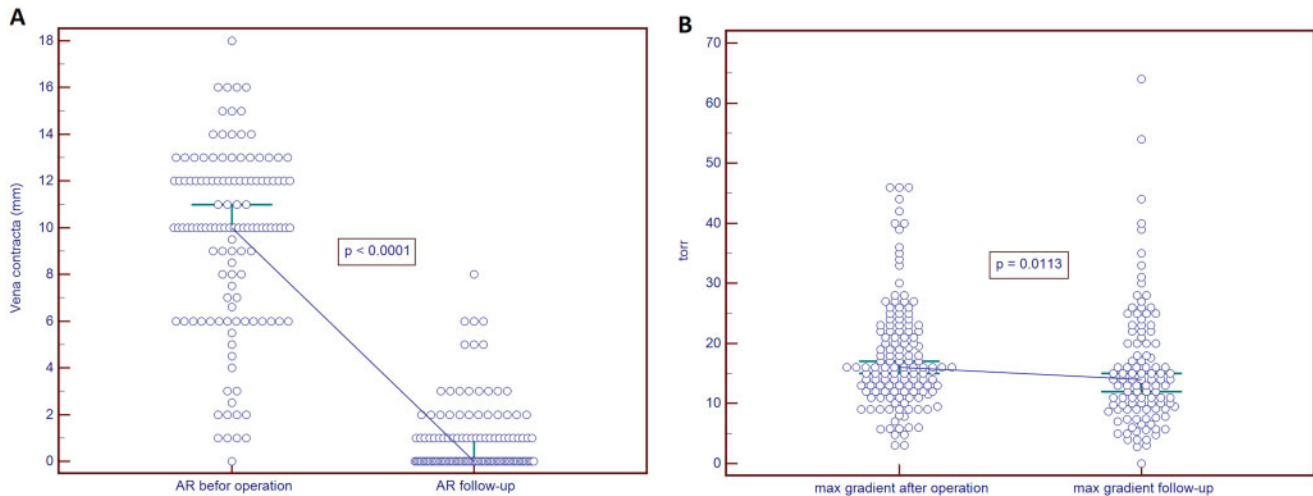 A
18
16
14
12
10
8
6
4
2
0
Vena contracta (mm)
p < 0.0001
AR befor operation
AR follow-up
B
70
60
50
40
30
20
10
0
torr
p = 0.0113
max gradient after operation
max gradient follow-up